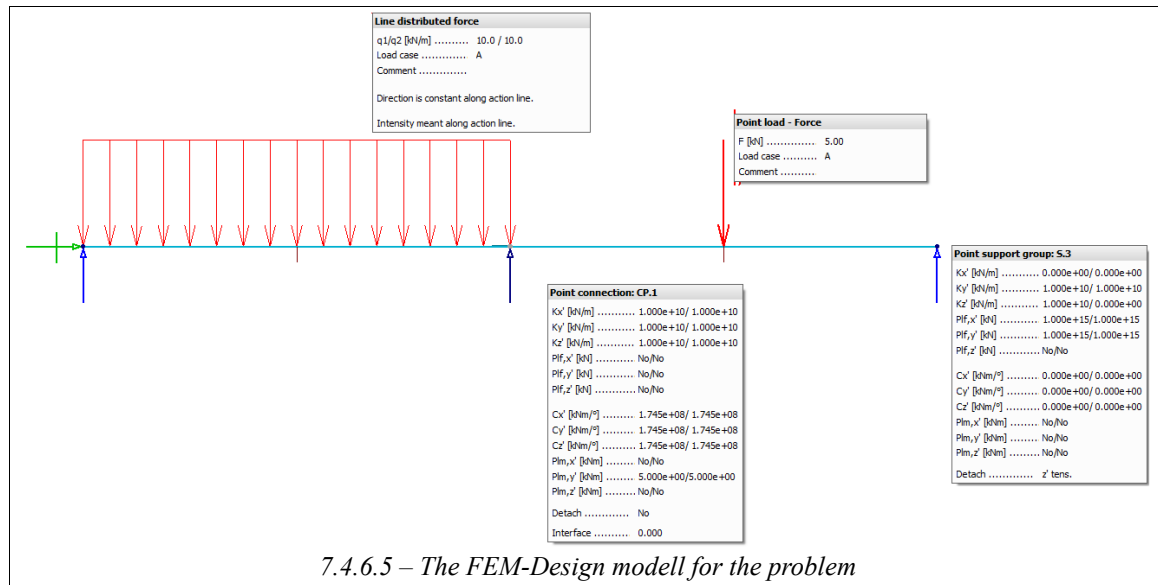 Line distributed force
q1/q2 [kN/m] .......... 10.0 / 10.0
Load case ............. A
Comment ..............
Direction is constant along action line.
Intensity meant along action line.
Point load - Force
F [kN] .............. 5.00
Load case .......... A
Comment ..........
Point support group: S.3
Kx' [kN/m] ........... 0.000e+00/ 0.000e+00
Ky' [kN/m] ........... 1.000e+10/ 1.000e+10
Kz' [kN/m] ........... 1.000e+10/ 0.000e+00
Plf,x' [kN] ............ 1.000e+15/1.000e+15
Plf,y' [kN] ............ 1.000e+15/1.000e+15
Plf,z' [kN] ............ No/No
Cx' [kNm/°] .......... 0.000e+00/ 0.000e+00
Cy' [kNm/°] .......... 0.000e+00/ 0.000e+00
Cz' [kNm/°] .......... 0.000e+00/ 0.000e+00
Plm,x' [kNm] ........ No/No
Plm,y' [kNm] ........ No/No
Plm,z' [kNm] ........ No/No
Detach ............. z' tens.
Point connection: CP.1
Kx' [kN/m] ........... 1.000e+10/ 1.000e+10
Ky' [kN/m] ........... 1.000e+10/ 1.000e+10
Kz' [kN/m] ........... 1.000e+10/ 1.000e+10
Plf,x' [kN] ............ No/No
Plf,y' [kN] ............ No/No
Plf,z' [kN] ............ No/No
Cx' [kNm/°] .......... 1.745e+08/ 1.745e+08
Cy' [kNm/°] .......... 1.745e+08/ 1.745e+08
Cz' [kNm/°] .......... 1.745e+08/ 1.745e+08
Plm,x' [kNm] ........ No/No
Plm,y' [kNm] ........ 5.000e+00/5.000e+00
Plm,z' [kNm] ........ No/No
Detach ............. No
Interface .......... 0.000
7.4.6.5 – The FEM-Design modell for the problem